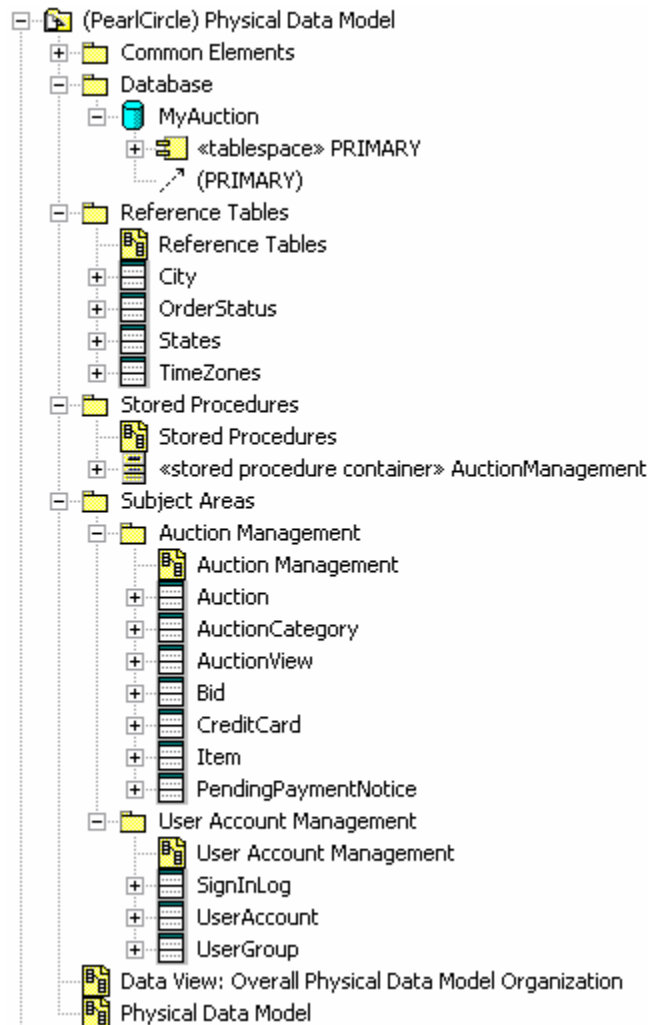 (PearlCircle) Physical Data Model
Common Elements
Database
MyAuction
«tablespace» PRIMARY
(PRIMARY)
Reference Tables
Reference Tables
City
OrderStatus
States
TimeZones
Stored Procedures
Stored Procedures
«stored procedure container» AuctionManagement
Subject Areas
Auction Management
Auction Management
Auction
AuctionCategory
AuctionView
Bid
CreditCard
Item
PendingPaymentNotice
User Account Management
User Account Management
SignInLog
UserAccount
UserGroup
Data View: Overall Physical Data Model Organization
Physical Data Model